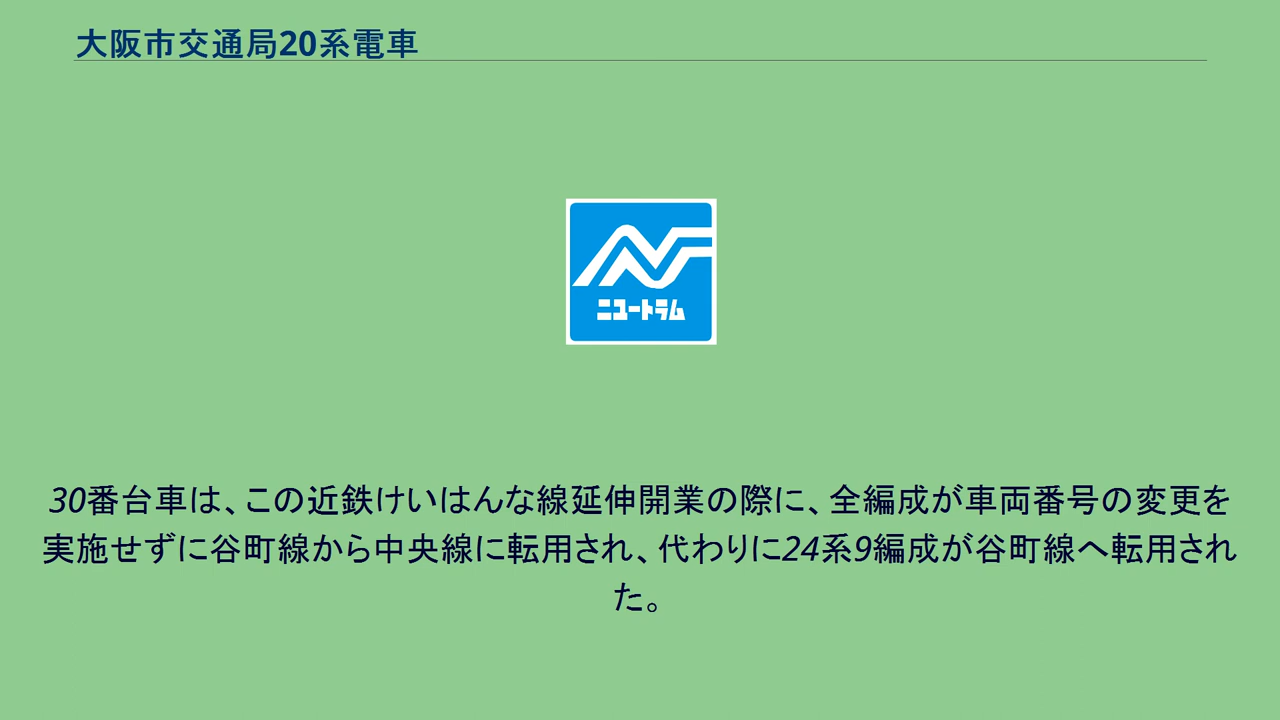 大阪市交通局20系電車
ニュートラム
30番台車は、この近鉄けいはんな線延伸開業の際に、全編成が車両番号の変更を
実施せずに谷町線から中央線に転用され、代わりに24系9編成が谷町線へ転用され
た。